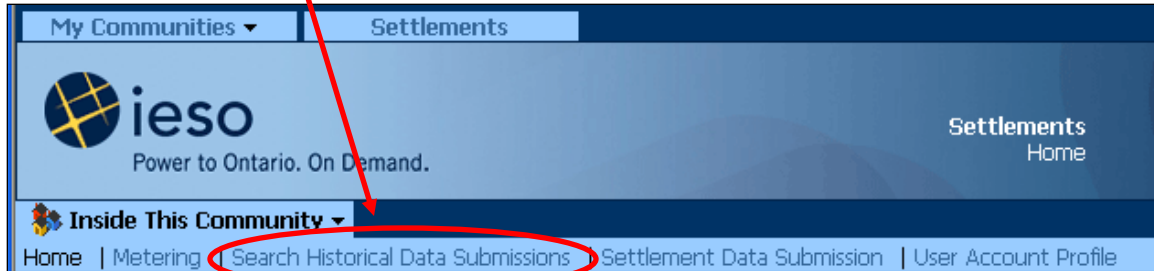 My Communities Settlements
ieso
Power to Ontario. On Demand.
Settlements
Home
Inside This Community
Home | Metering | Search Historical Data Submissions | Settlement Data Submission | User Account Profile